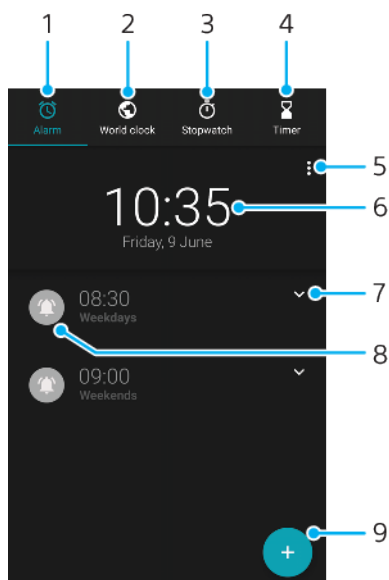 1 2 3 4
Alarm World clock Stopwatch Timer
5
10:35 6
Friday, 9 June
08:30 7
Weekdays
8
09:00
Weekends
9